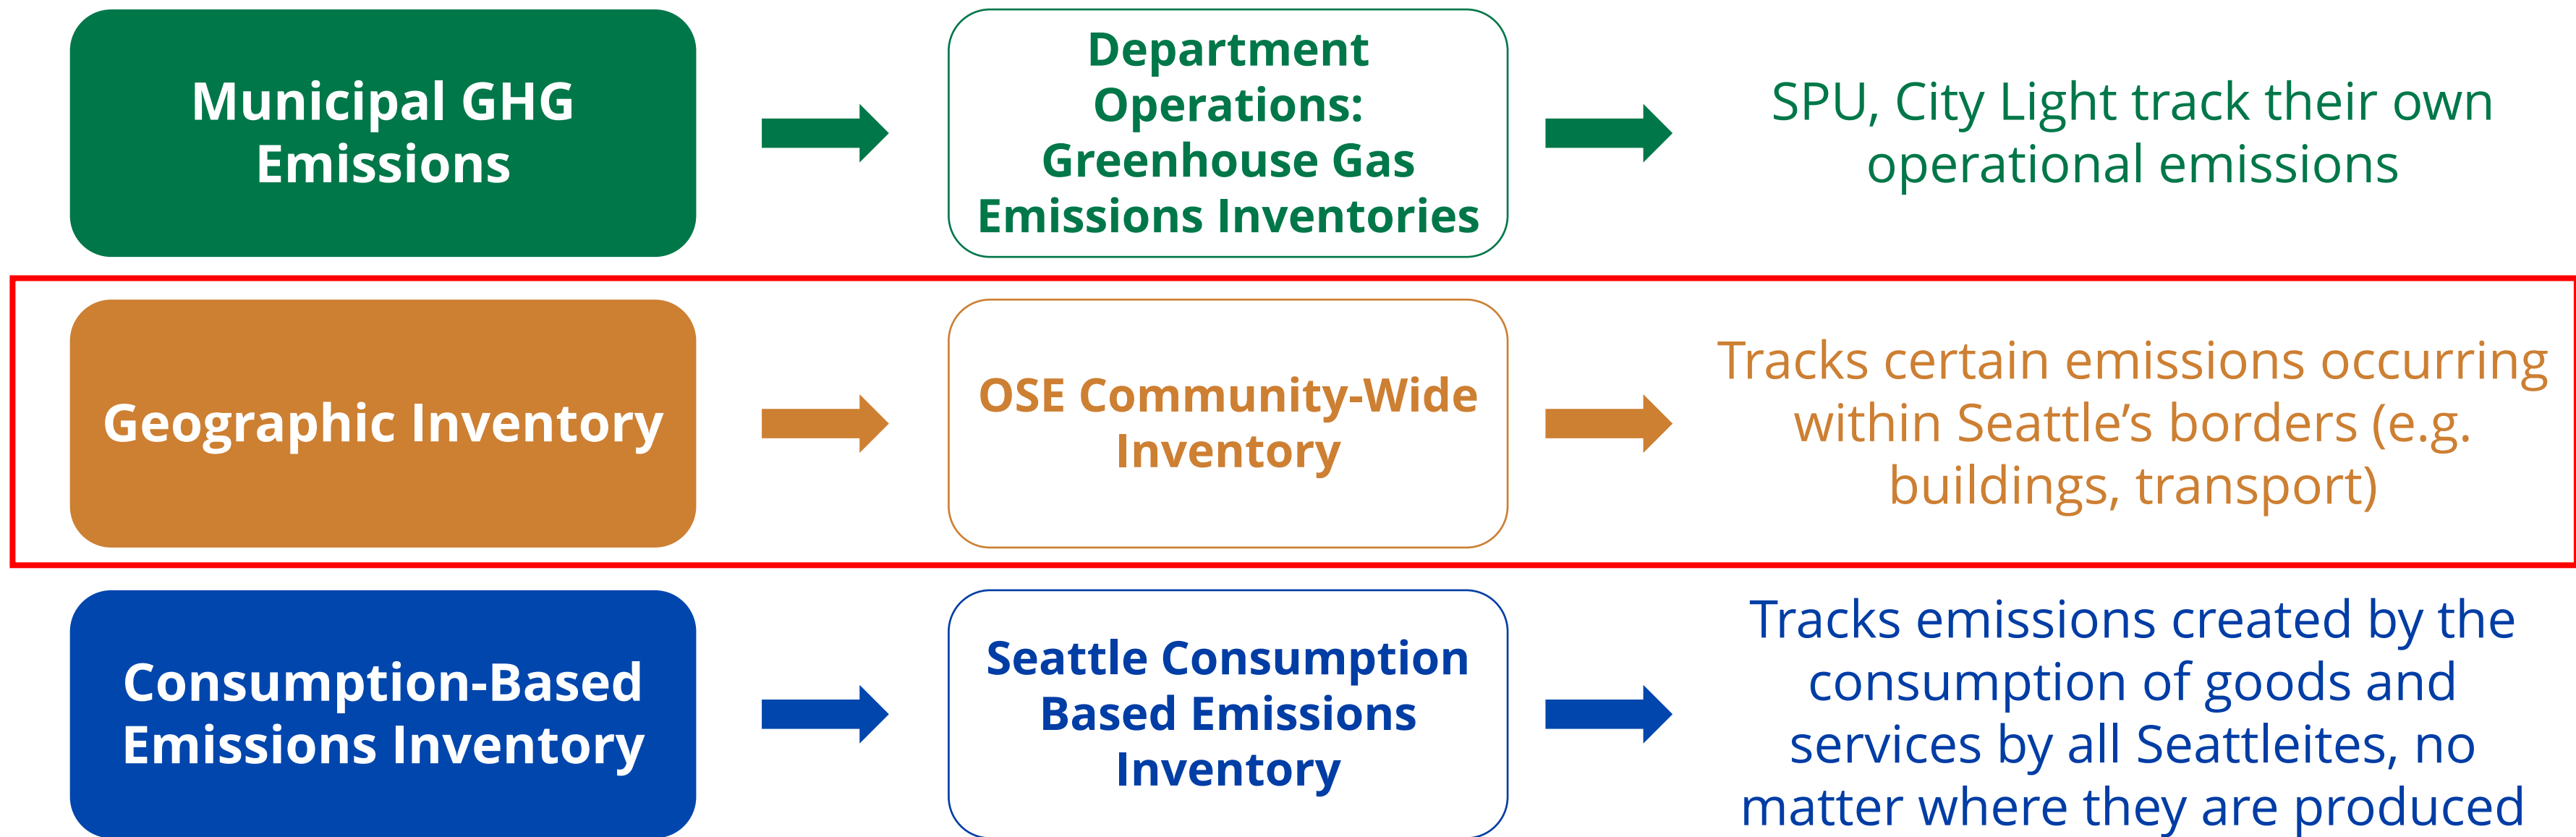 Municipal GHG
Emissions
Department
Operations:
Greenhouse Gas
Emissions Inventories
SPU, City Light track their own
operational emissions
Geographic Inventory
OSE Community-Wide
Inventory
Tracks certain emissions occurring
within Seattle’s borders (e.g.
buildings, transport)
Consumption-Based
Emissions Inventory
Seattle Consumption
Based Emissions
Inventory
Tracks emissions created by the
consumption of goods and
services by all Seattleites, no
matter where they are produced